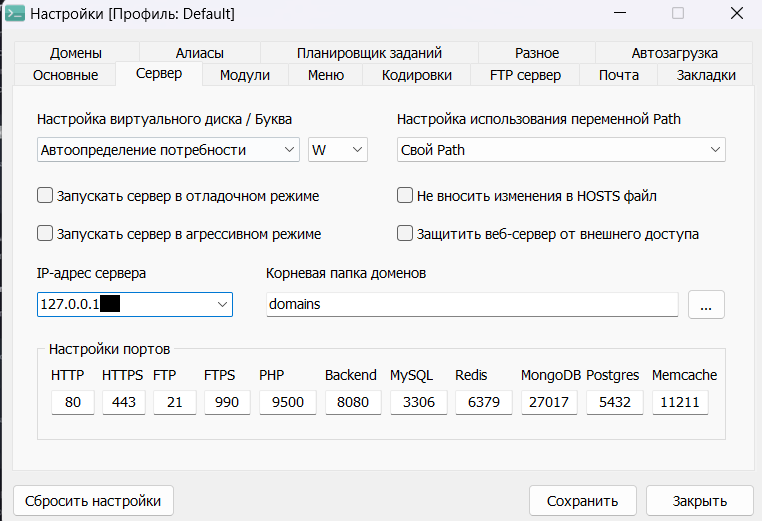 Настройки [Профиль: Default]
Домены Алиасы Планировщик заданий Разное Автозагрузка
Основные Сервер Модули Меню Кодировки FTP сервер Почта Закладки
Настройка виртуального диска / Буква Настройка использования переменной Path
Автоопределение потребности W Свой Path
Запускать сервер в отладочном режиме Не вносить изменения в HOSTS файл
Запускать сервер в агрессивном режиме Защитить веб-сервер от внешнего доступа
IP-адрес сервера Корневая папка доменов
127.0.0.1 domains ...
Настройки портов
HTTP HTTPS FTP FTPS PHP Backend MySQL Redis MongoDB Postgres Memcache
80 443 21 990 9500 8080 3306 6379 27017 5432 11211
Сбросить настройки Сохранить Закрыть